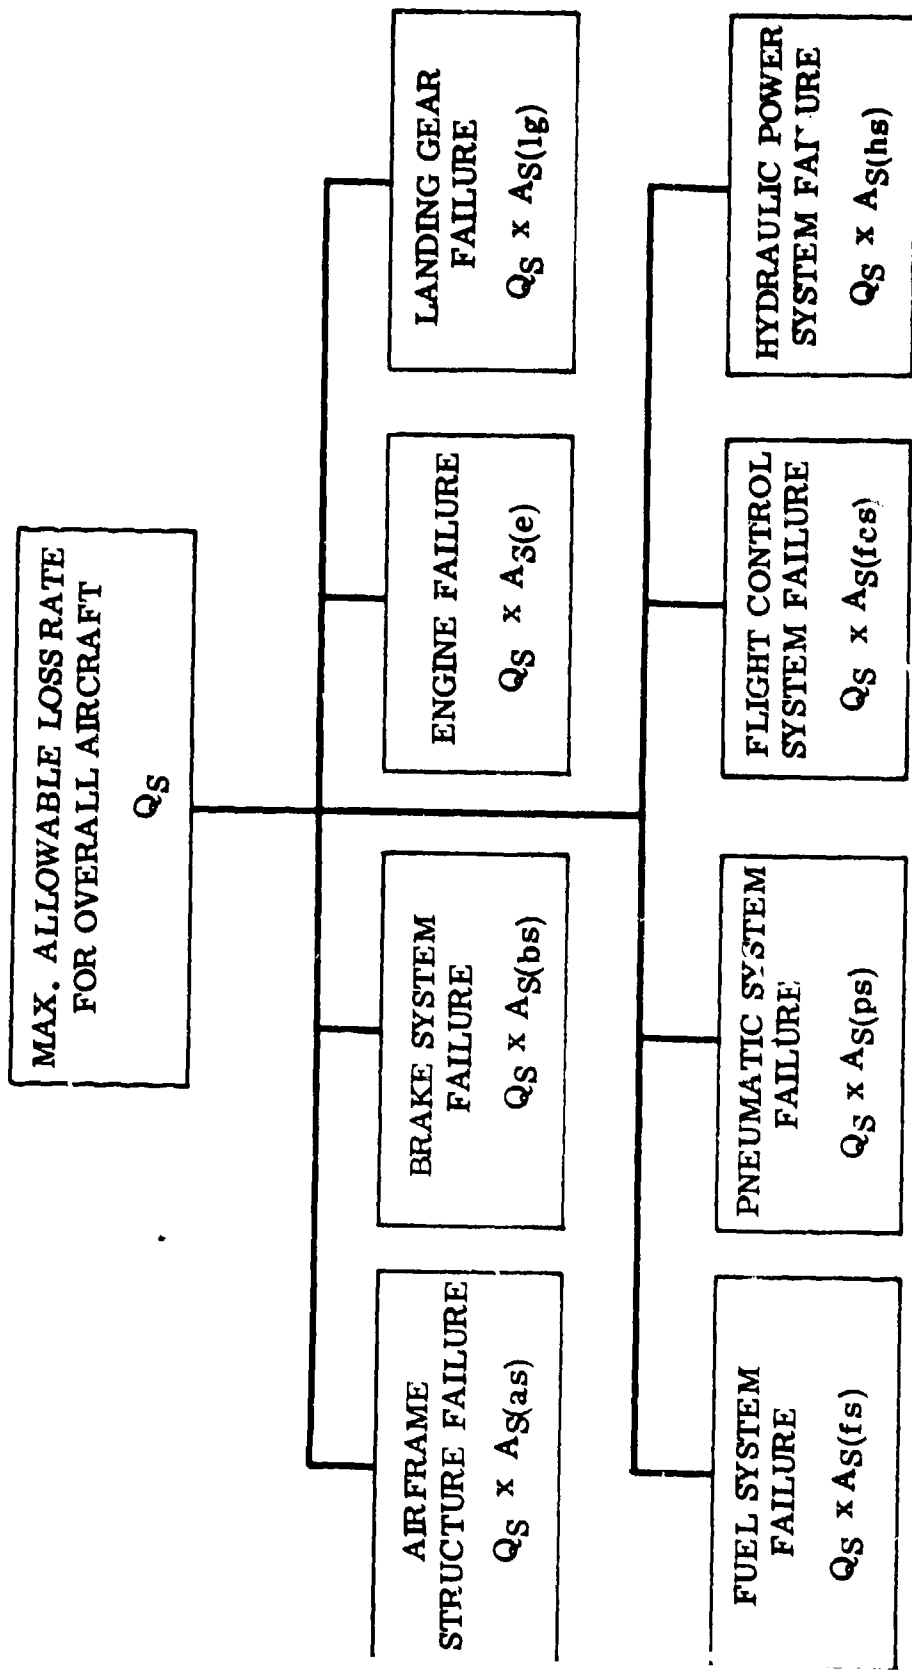 MAX. ALLOWABLE LOSS RATE
FOR OVERALL AIRCRAFT
QS
AIRFRAME
STRUCTURE FAILURE
QS x AS(as)
BRAKE SYSTEM
FAILURE
QS x AS(bs)
ENGINE FAILURE
QS x AS(e)
LANDING GEAR
FAILURE
QS x AS(lg)
FUEL SYSTEM
FAILURE
QS x AS(fs)
PNEUMATIC SYSTEM
FAILURE
QS x AS(ps)
FLIGHT CONTROL
SYSTEM FAILURE
QS x AS(fcs)
HYDRAULIC POWER
SYSTEM FAILURE
QS x AS(hs)